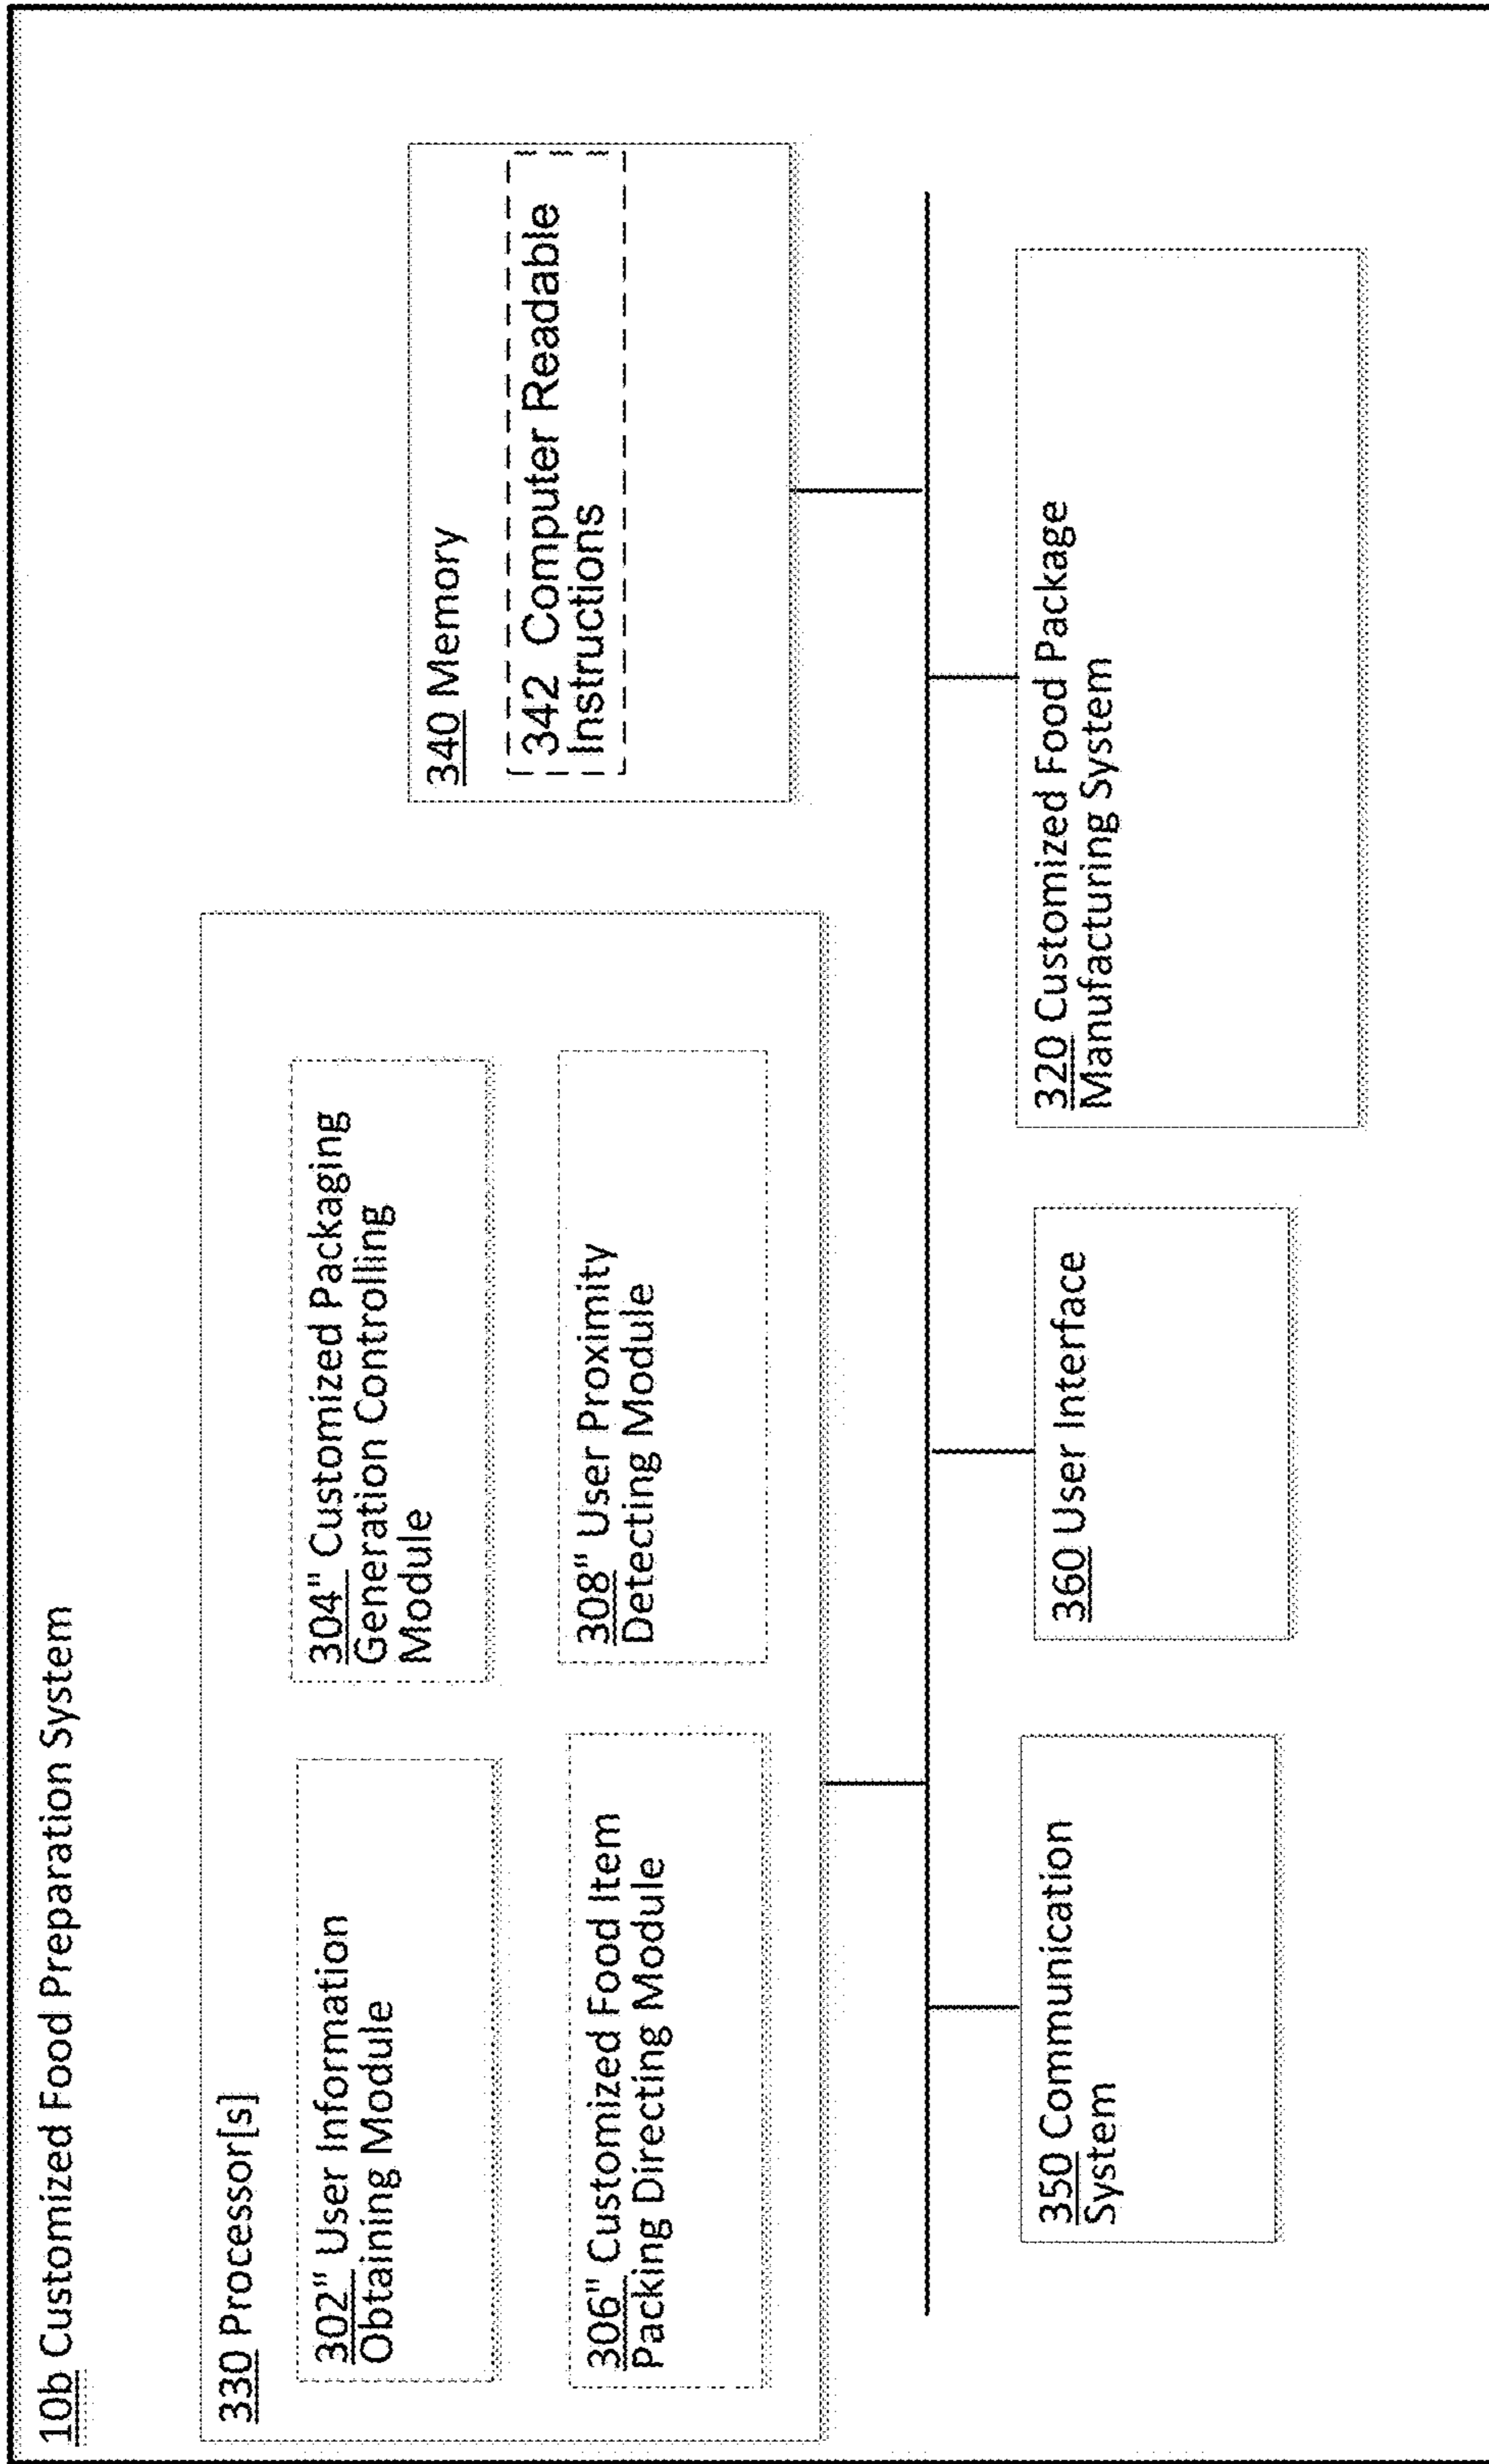 10b Customized Food Preparation System
330 Processor[s]
302" User Information
Obtaining Module
304" Customized Packaging
Generation Controlling
Module
306" Customized Food Item
Packing Directing Module
308" User Proximity
Detecting Module
340 Memory
342 Computer Readable
Instructions
350 Communication
System
360 User Interface
320 Customized Food Package
Manufacturing System